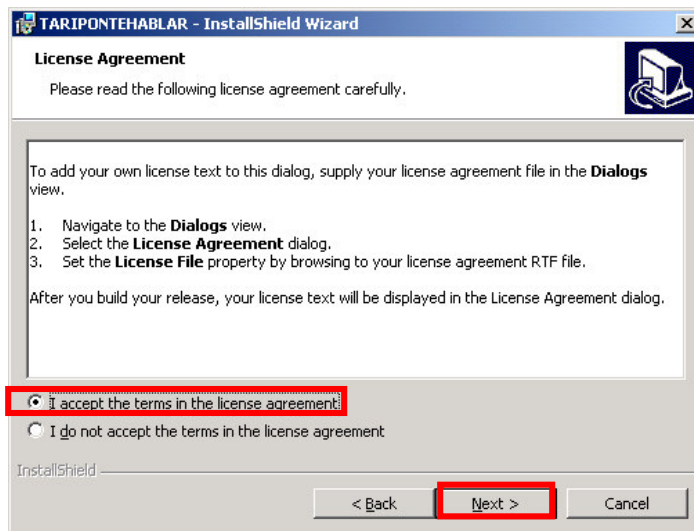 TARIPONTEHABLAR - InstallShield Wizard
License Agreement
Please read the following license agreement carefully.
To add your own license text to this dialog, supply your license agreement file in the Dialogs
view.
1. Navigate to the Dialogs view.
2. Select the License Agreement dialog.
3. Set the License File property by browsing to your license agreement RTF file.
After you build your release, your license text will be displayed in the License Agreement dialog.
I accept the terms in the license agreement
I do not accept the terms in the license agreement
InstallShield
< Back Next > Cancel